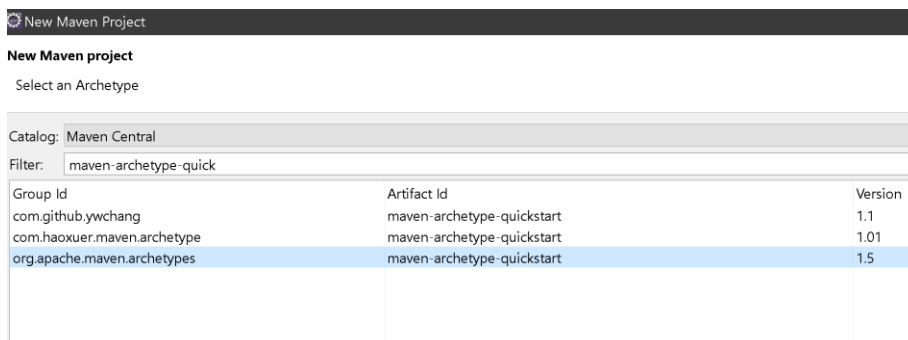 New Maven Project
New Maven project
Select an Archetype
Catalog: Maven Central
Filter: maven-archetype-quick
Group Id Artifact Id Version
com.github.ywchang maven-archetype-quickstart 1.1
com.haoxuer.maven.archetype maven-archetype-quickstart 1.01
org.apache.maven.archetypes maven-archetype-quickstart 1.5